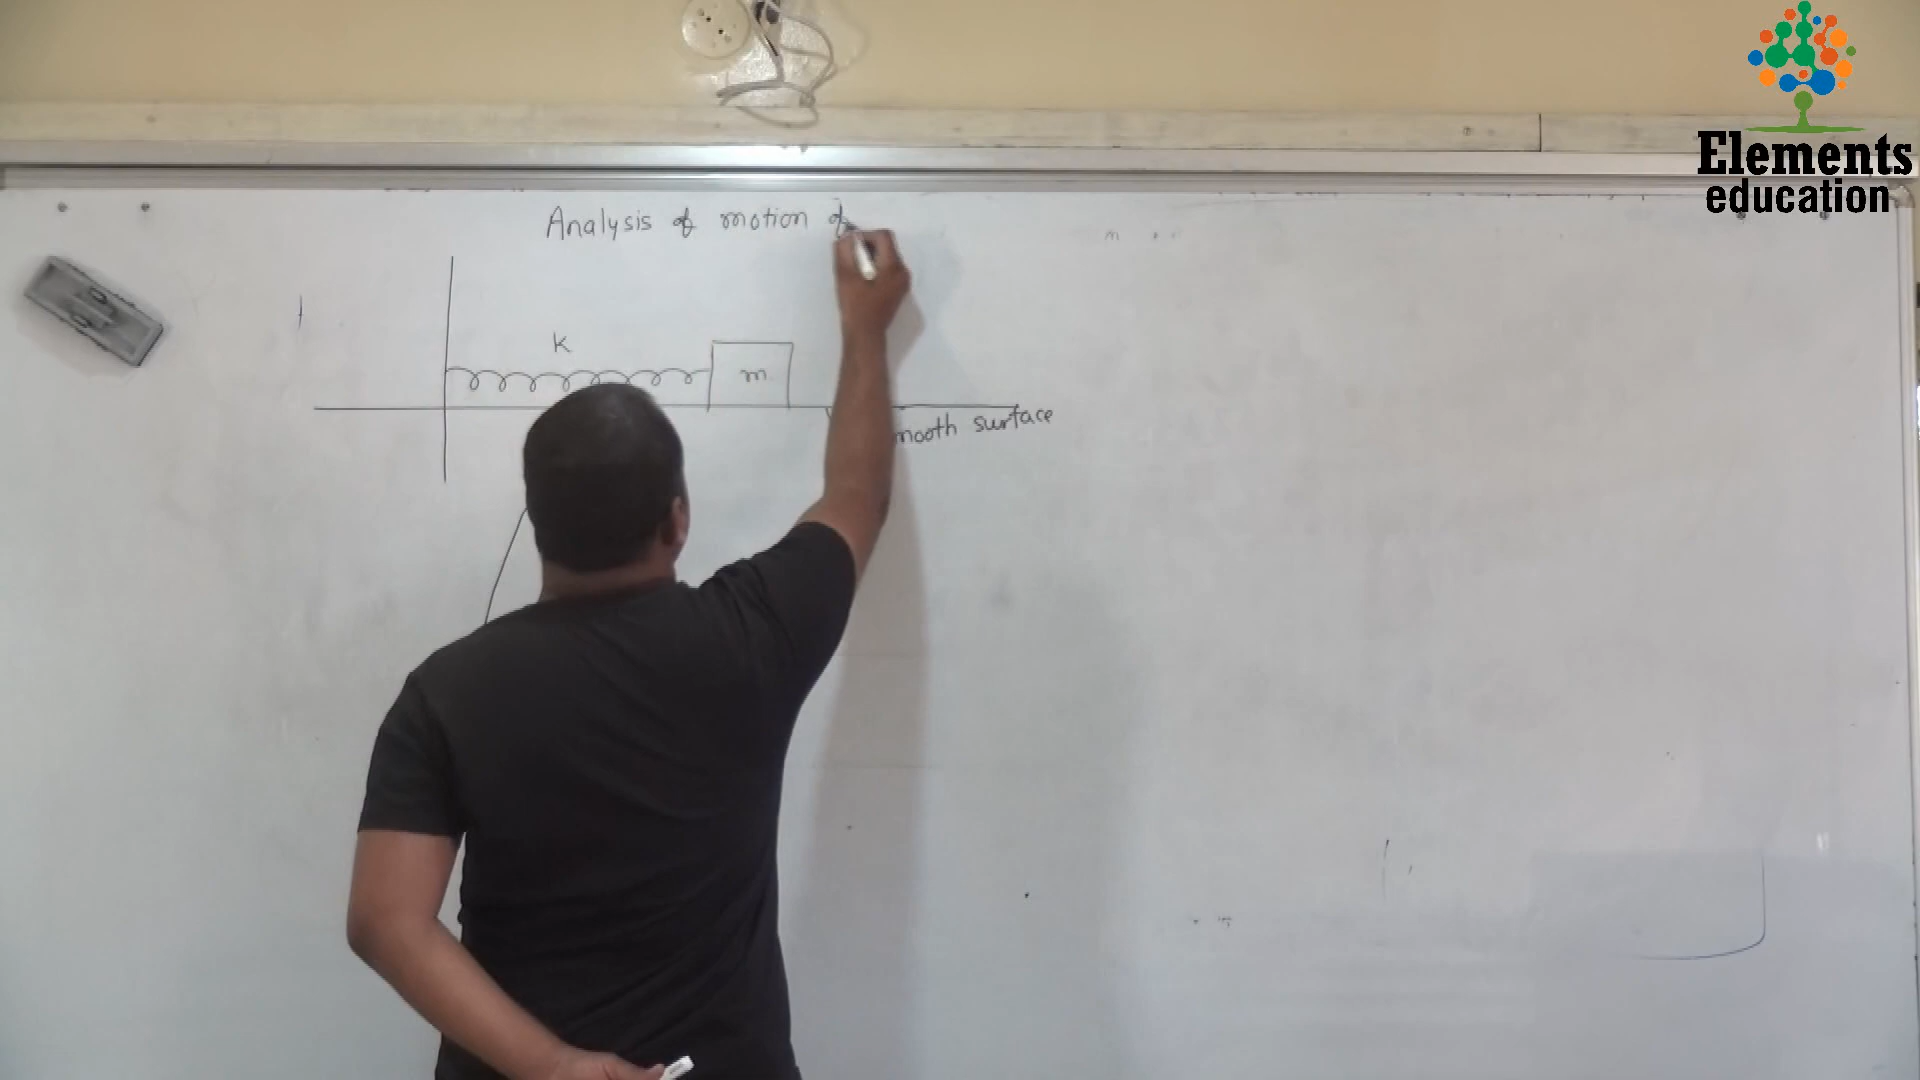 Elements
education
Analysis of motion of
K
m
mooth surface